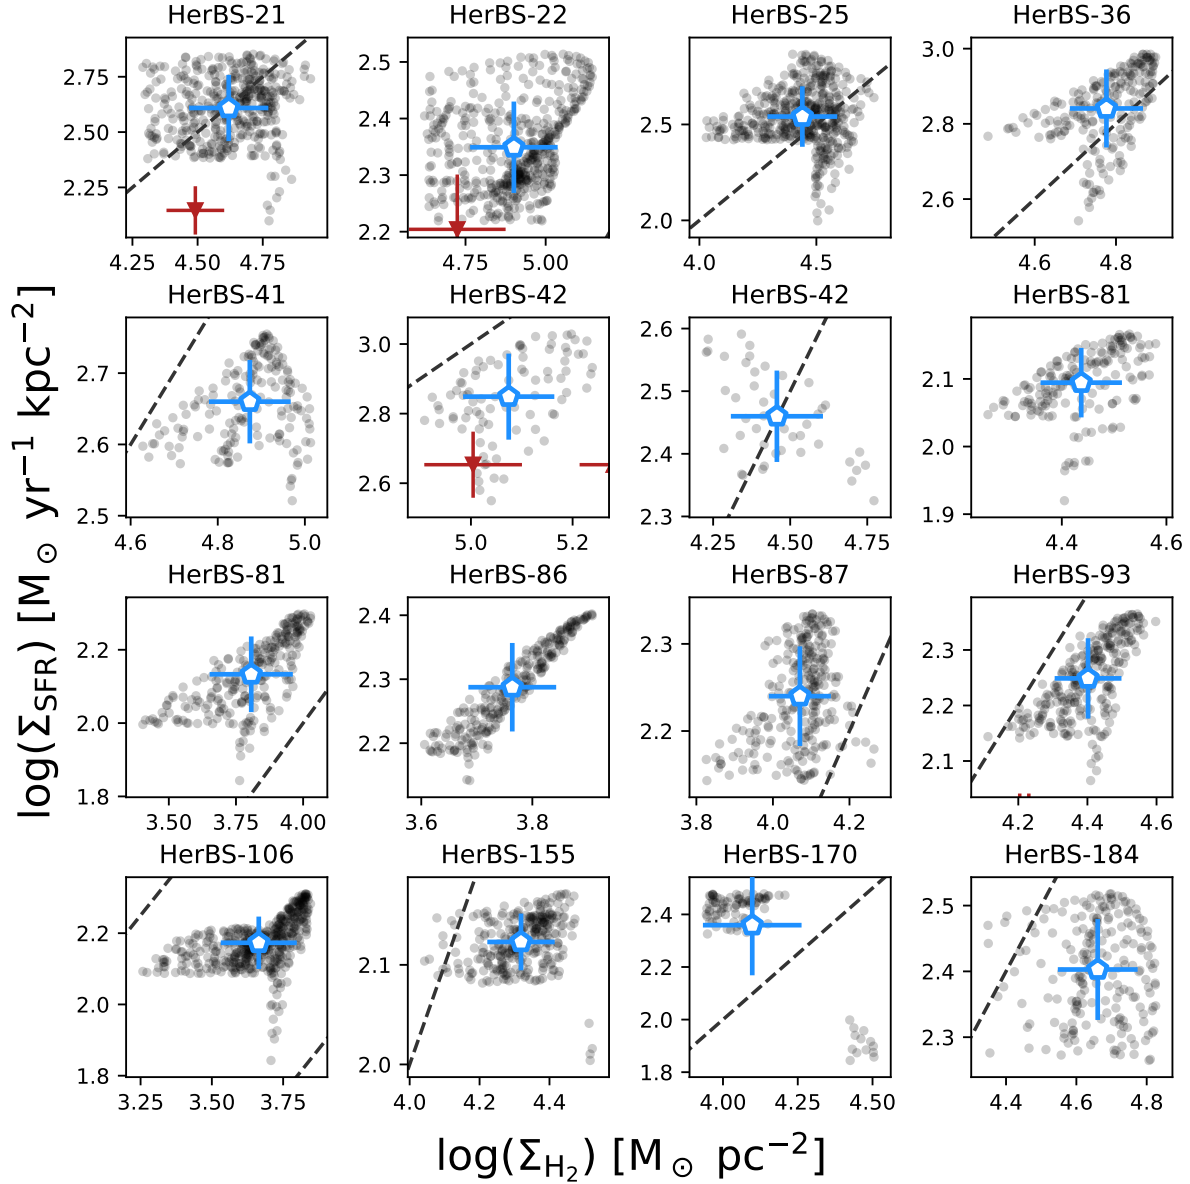 HerBS-21 HerBS-22 HerBS-25 HerBS-36
2.75 2.50 2.25
4.25 4.50 4.75
2.5 2.4 2.3 2.2
4.75 5.00
2.5 2.0
4.0 4.5
3.0 2.8 2.6
4.6 4.8
HerBS-41 HerBS-42 HerBS-42 HerBS-81
2.7 2.6 2.5
4.6 4.8 5.0
3.0 2.8 2.6
5.0 5.2
2.6 2.5 2.4 2.3
4.25 4.50 4.75
2.1 2.0 1.9
4.4 4.6
HerBS-81 HerBS-86 HerBS-87 HerBS-93
2.2 2.0 1.8
3.50 3.75 4.00
2.4 2.3 2.2
3.6 3.8
2.3 2.2
3.8 4.0 4.2
2.3 2.2 2.1
4.2 4.4 4.6
HerBS-106 HerBS-155 HerBS-170 HerBS-184
2.2 2.0 1.8
3.25 3.50 3.75
2.1 2.0
4.0 4.2 4.4
2.4 2.2 2.0 1.8
4.00 4.25 4.50
2.5 2.4 2.3
4.4 4.6 4.8
log(Σ_SFR) [M_⊙ yr⁻¹ kpc⁻²]
log(Σ_H₂) [M_⊙ pc⁻²]